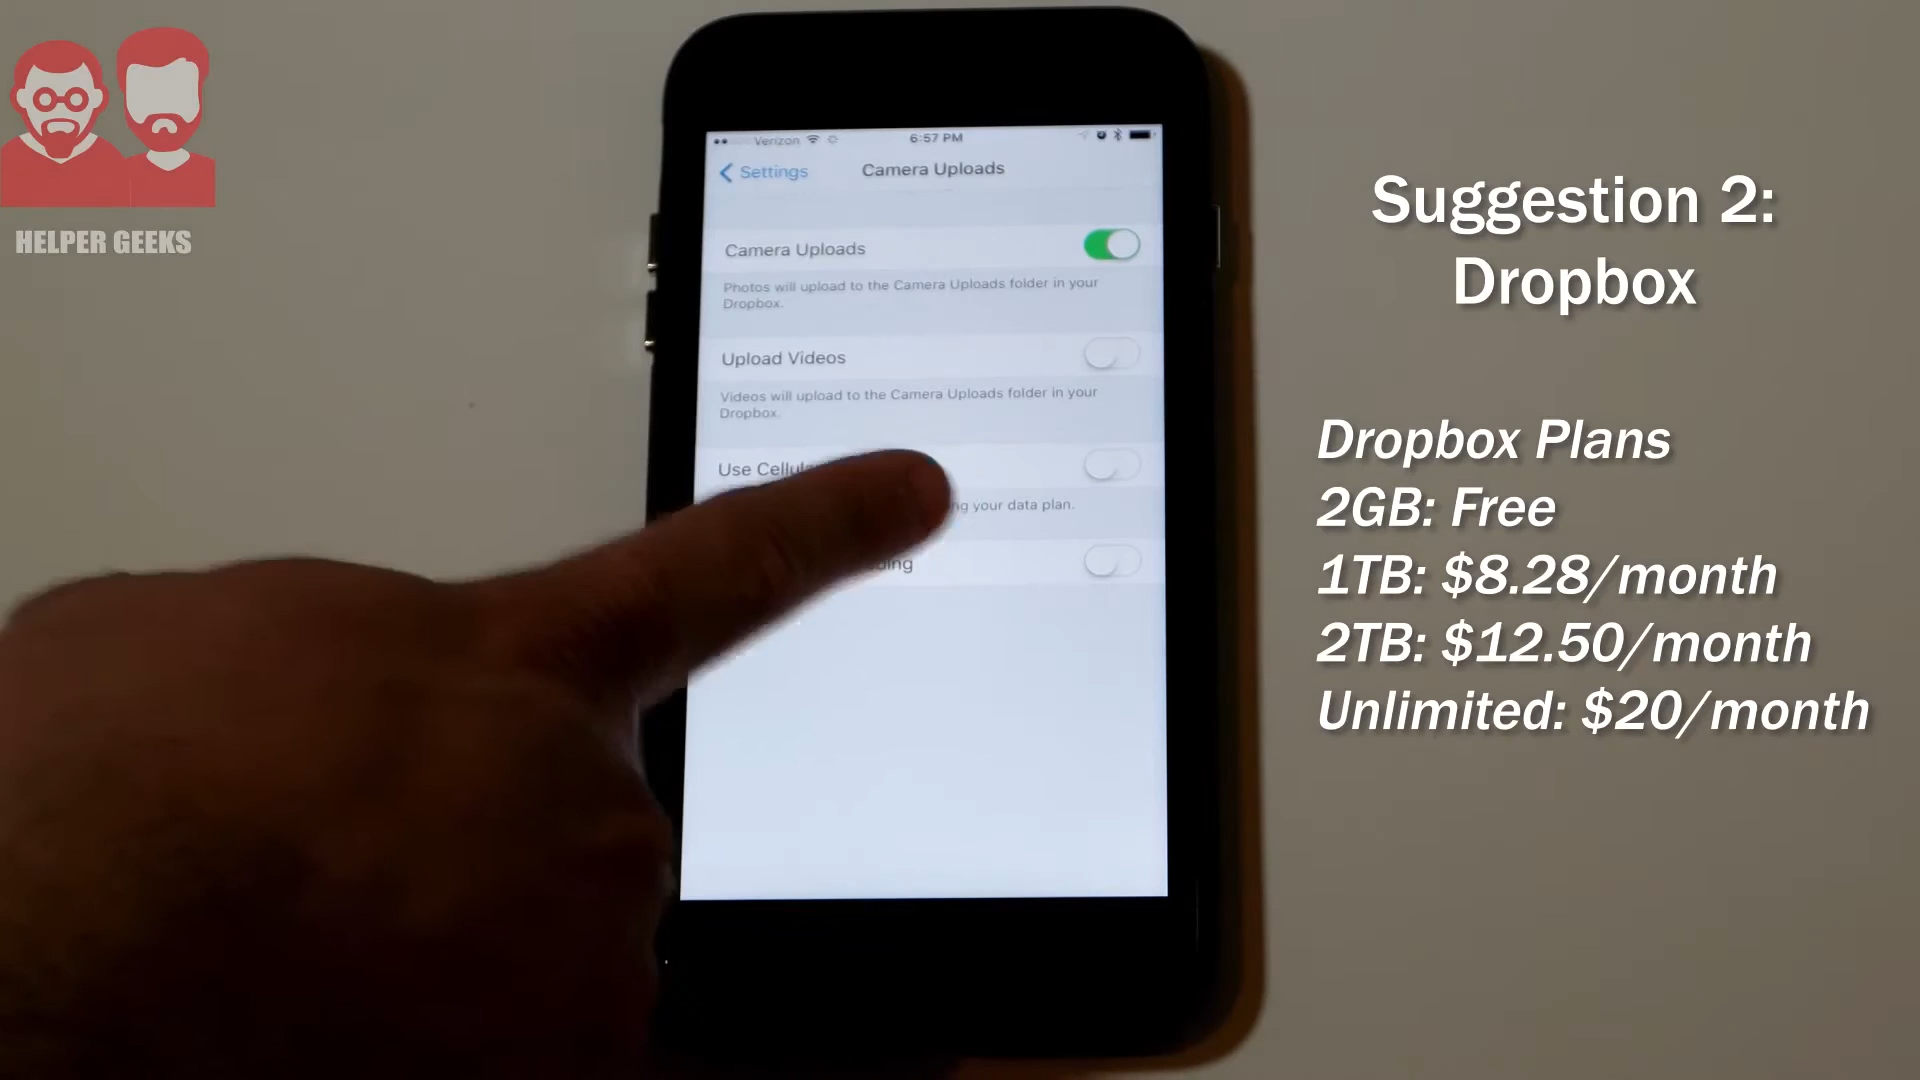 HELPER GEEKS
Verizon
6:57 PM
Settings
Camera Uploads
Camera Uploads
Photos will upload to the Camera Uploads folder in your
Dropbox.
Upload Videos
Videos will upload to the Camera Uploads folder in your
Dropbox.
Use
your data plan.
Suggestion 2:
Dropbox
Dropbox Plans
2GB: Free
1TB: $8.28/month
2TB: $12.50/month
Unlimited: $20/month